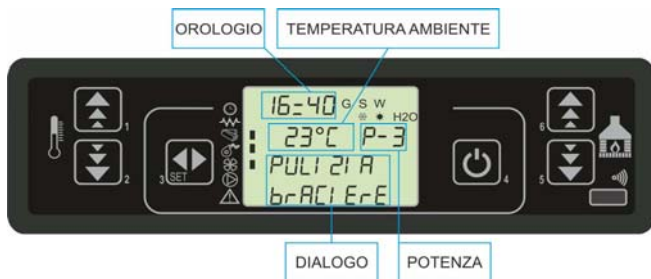 OROLOGIO
TEMPERATURA AMBIENTE
16=40 G S W
H2O
23°C P-3
PULIZIA
brACIErE
1
2
3 SET
4
6
5
DIALOGO
POTENZA